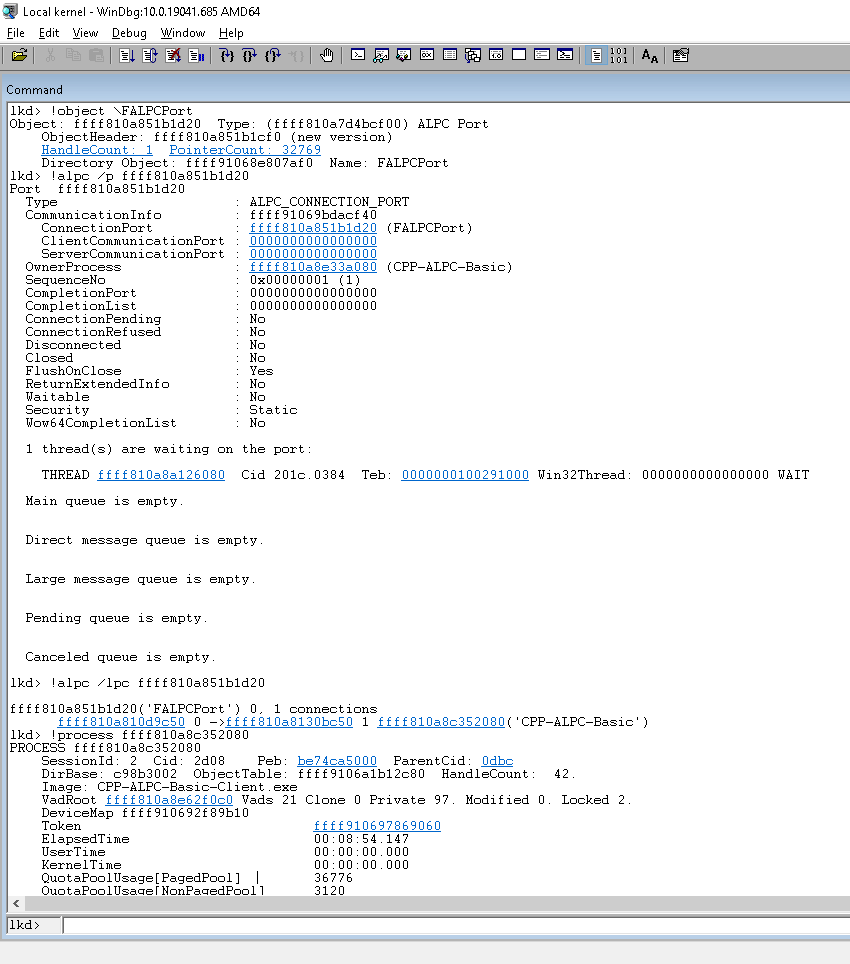 Local kernel - WinDbg:10.0.19041.685 AMD64
File Edit View Debug Window Help
Command
lkd> !object \FALPCPort
Object: ffff810a851b1d20  Type: (ffff810a7d4bcf00) ALPC Port
    ObjectHeader: ffff810a851b1cf0 (new version)
    HandleCount: 1  PointerCount: 32769
    Directory Object: ffff91068e807af0  Name: FALPCPort
lkd> !alpc /p ffff810a851b1d20
Port  ffff810a851b1d20
  Type                      : ALPC_CONNECTION_PORT
  CommunicationInfo         : ffff91069bdacf40
    ConnectionPort          : ffff810a851b1d20 (FALPCPort)
    ClientCommunicationPort : 0000000000000000
    ServerCommunicationPort : 0000000000000000
  OwnerProcess              : ffff810a8e33a080 (CPP-ALPC-Basic)
  SequenceNo                : 0x00000001 (1)
  CompletionPort            : 0000000000000000
  CompletionList            : 0000000000000000
  ConnectionPending         : No
  ConnectionRefused         : No
  Disconnected              : No
  Closed                    : No
  FlushOnClose              : Yes
  ReturnExtendedInfo        : No
  Waitable                  : No
  Security                  : Static
  Wow64CompletionList       : No
  1 thread(s) are waiting on the port:
    THREAD ffff810a8a126080  Cid 201c.0384  Teb: 0000000100291000 Win32Thread: 0000000000000000 WAIT
  Main queue is empty.
  Direct message queue is empty.
  Large message queue is empty.
  Pending queue is empty.
  Canceled queue is empty.
lkd> !alpc /lpc ffff810a851b1d20
ffff810a851b1d20('FALPCPort') 0, 1 connections
      ffff810a810d9c50 0 ->ffff810a8130bc50 1 ffff810a8c352080('CPP-ALPC-Basic')
lkd> !process ffff810a8c352080
PROCESS ffff810a8c352080
    SessionId: 2  Cid: 2d08    Peb: be74ca5000  ParentCid: 0dbc
    DirBase: c98b3002  ObjectTable: ffff9106a1b12c80  HandleCount:  42.
    Image: CPP-ALPC-Basic-Client.exe
    VadRoot ffff810a8e62f0c0 Vads 21 Clone 0 Private 97. Modified 0. Locked 2.
    DeviceMap ffff910692f89b10
    Token                             ffff910697869060
    ElapsedTime                       00:08:54.147
    UserTime                          00:00:00.000
    KernelTime                        00:00:00.000
    QuotaPoolUsage[PagedPool]         36776
    QuotaPoolUsage[NonPagedPool]      3120
lkd>